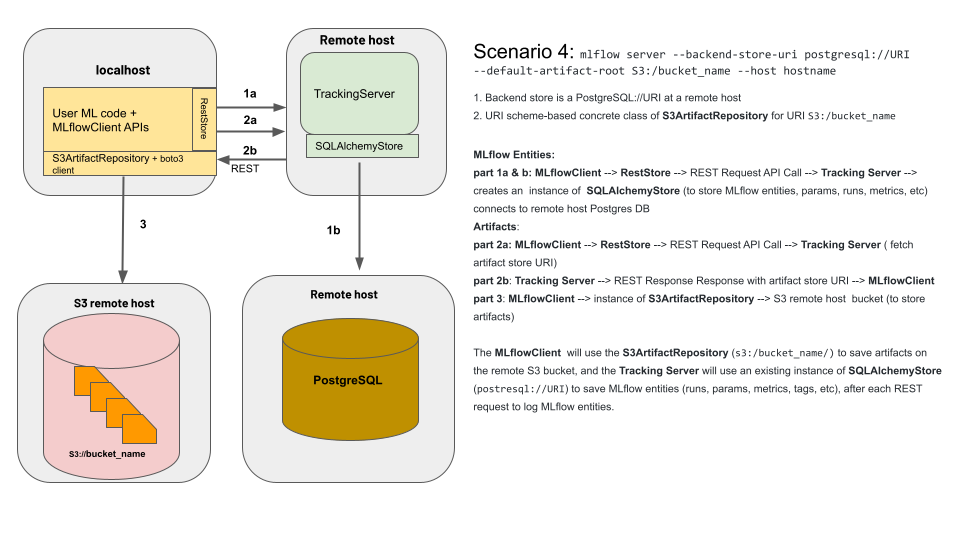 localhost
User ML code +
MLflowClient APIs
RestStore
S3ArtifactRepository + boto3
client
1a
2a
2b
REST
Remote host
TrackingServer
SQLAlchemyStore
3
1b
S3 remote host
S3://bucket_name
Remote host
PostgreSQL
Scenario 4: mlflow server --backend-store-uri postgresql://URI
--default-artifact-root S3:/bucket_name --host hostname
1. Backend store is a PostgreSQL://URI at a remote host
2. URI scheme-based concrete class of S3ArtifactRepository for URI S3:/bucket_name
MLflow Entities:
part 1a & b: MLflowClient --> RestStore --> REST Request API Call --> Tracking Server -->
creates an instance of SQLAlchemyStore (to store MLflow entities, params, runs, metrics, etc)
connects to remote host Postgres DB
Artifacts:
part 2a: MLflowClient --> RestStore --> REST Request API Call --> Tracking Server ( fetch
artifact store URI)
part 2b: Tracking Server --> REST Response Response with artifact store URI --> MLflowClient
part 3: MLflowClient --> instance of S3ArtifactRepository --> S3 remote host bucket (to store
artifacts)
The MLflowClient will use the S3ArtifactRepository (s3:/bucket_name/) to save artifacts on
the remote S3 bucket, and the Tracking Server will use an existing instance of SQLAlchemyStore
(postresql://URI) to save MLflow entities (runs, params, metrics, tags, etc), after each REST
request to log MLflow entities.